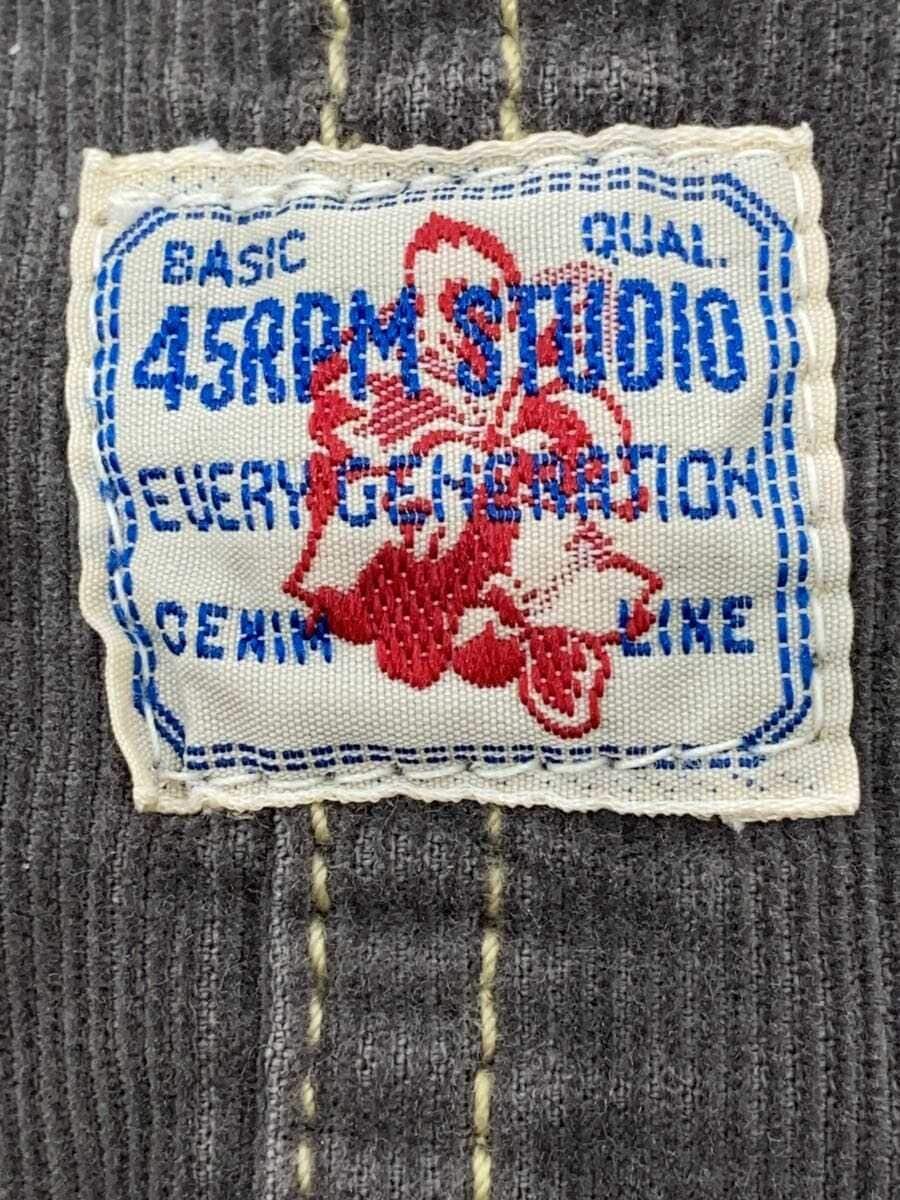 BASIC QUAL.
45RPM STUDIO
EVERY GENERATION
DENIM LINE